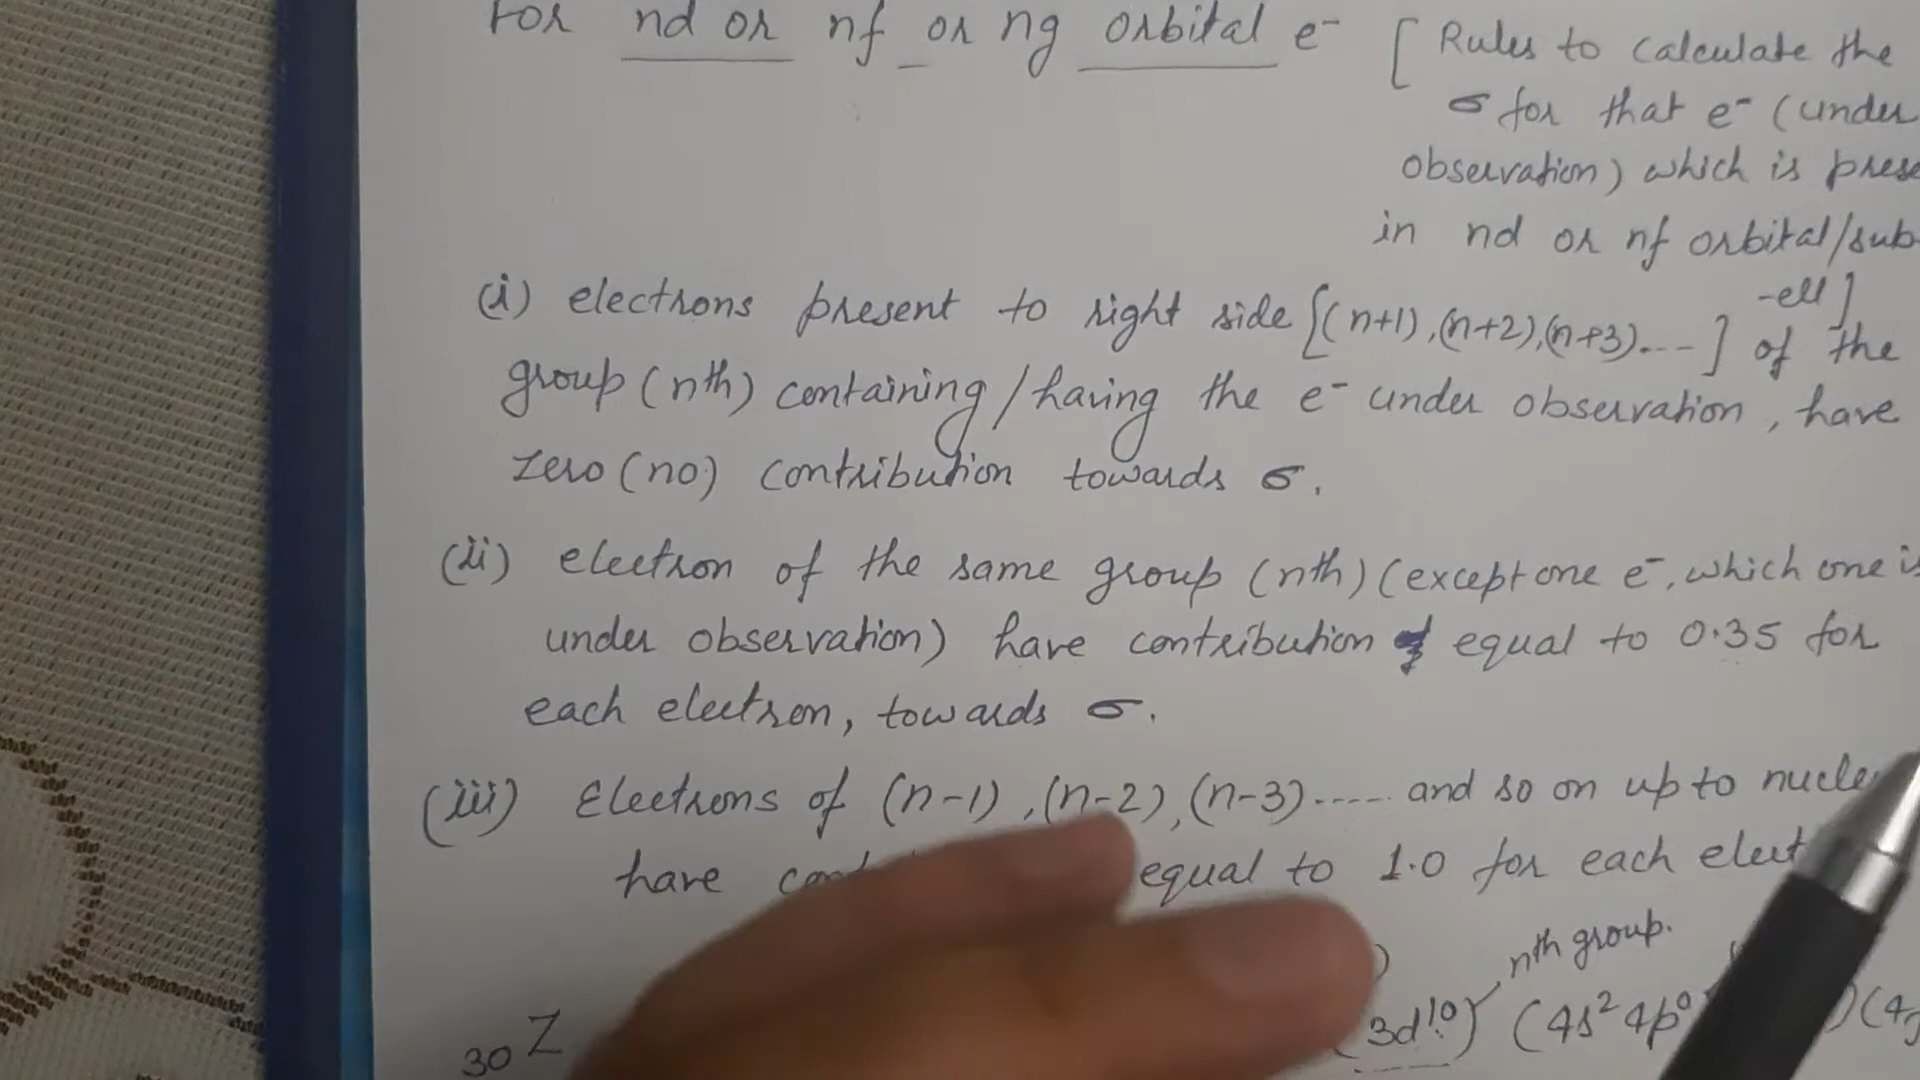 For nd or nf or ng orbital e⁻ [Rules to calculate the
σ for that e⁻ (under
observation) which is prese
in nd or nf orbital/sub
-ell]
(i) electrons present to right side [(n+1),(n+2),(n+3)....] of the
group (nth) containing/having the e⁻ under observation, have
zero (no) contribution towards σ.
(ii) electron of the same group (nth) (except one e⁻, which one is
under observation) have contribution equal to 0.35 for
each electron, towards σ.
(iii) Electrons of (n-1),(n-2),(n-3)..... and so on up to nucle
have cont equal to 1.0 for each elect
nth group.
30 Z (3d¹⁰) (4s² 4p⁰ )(4